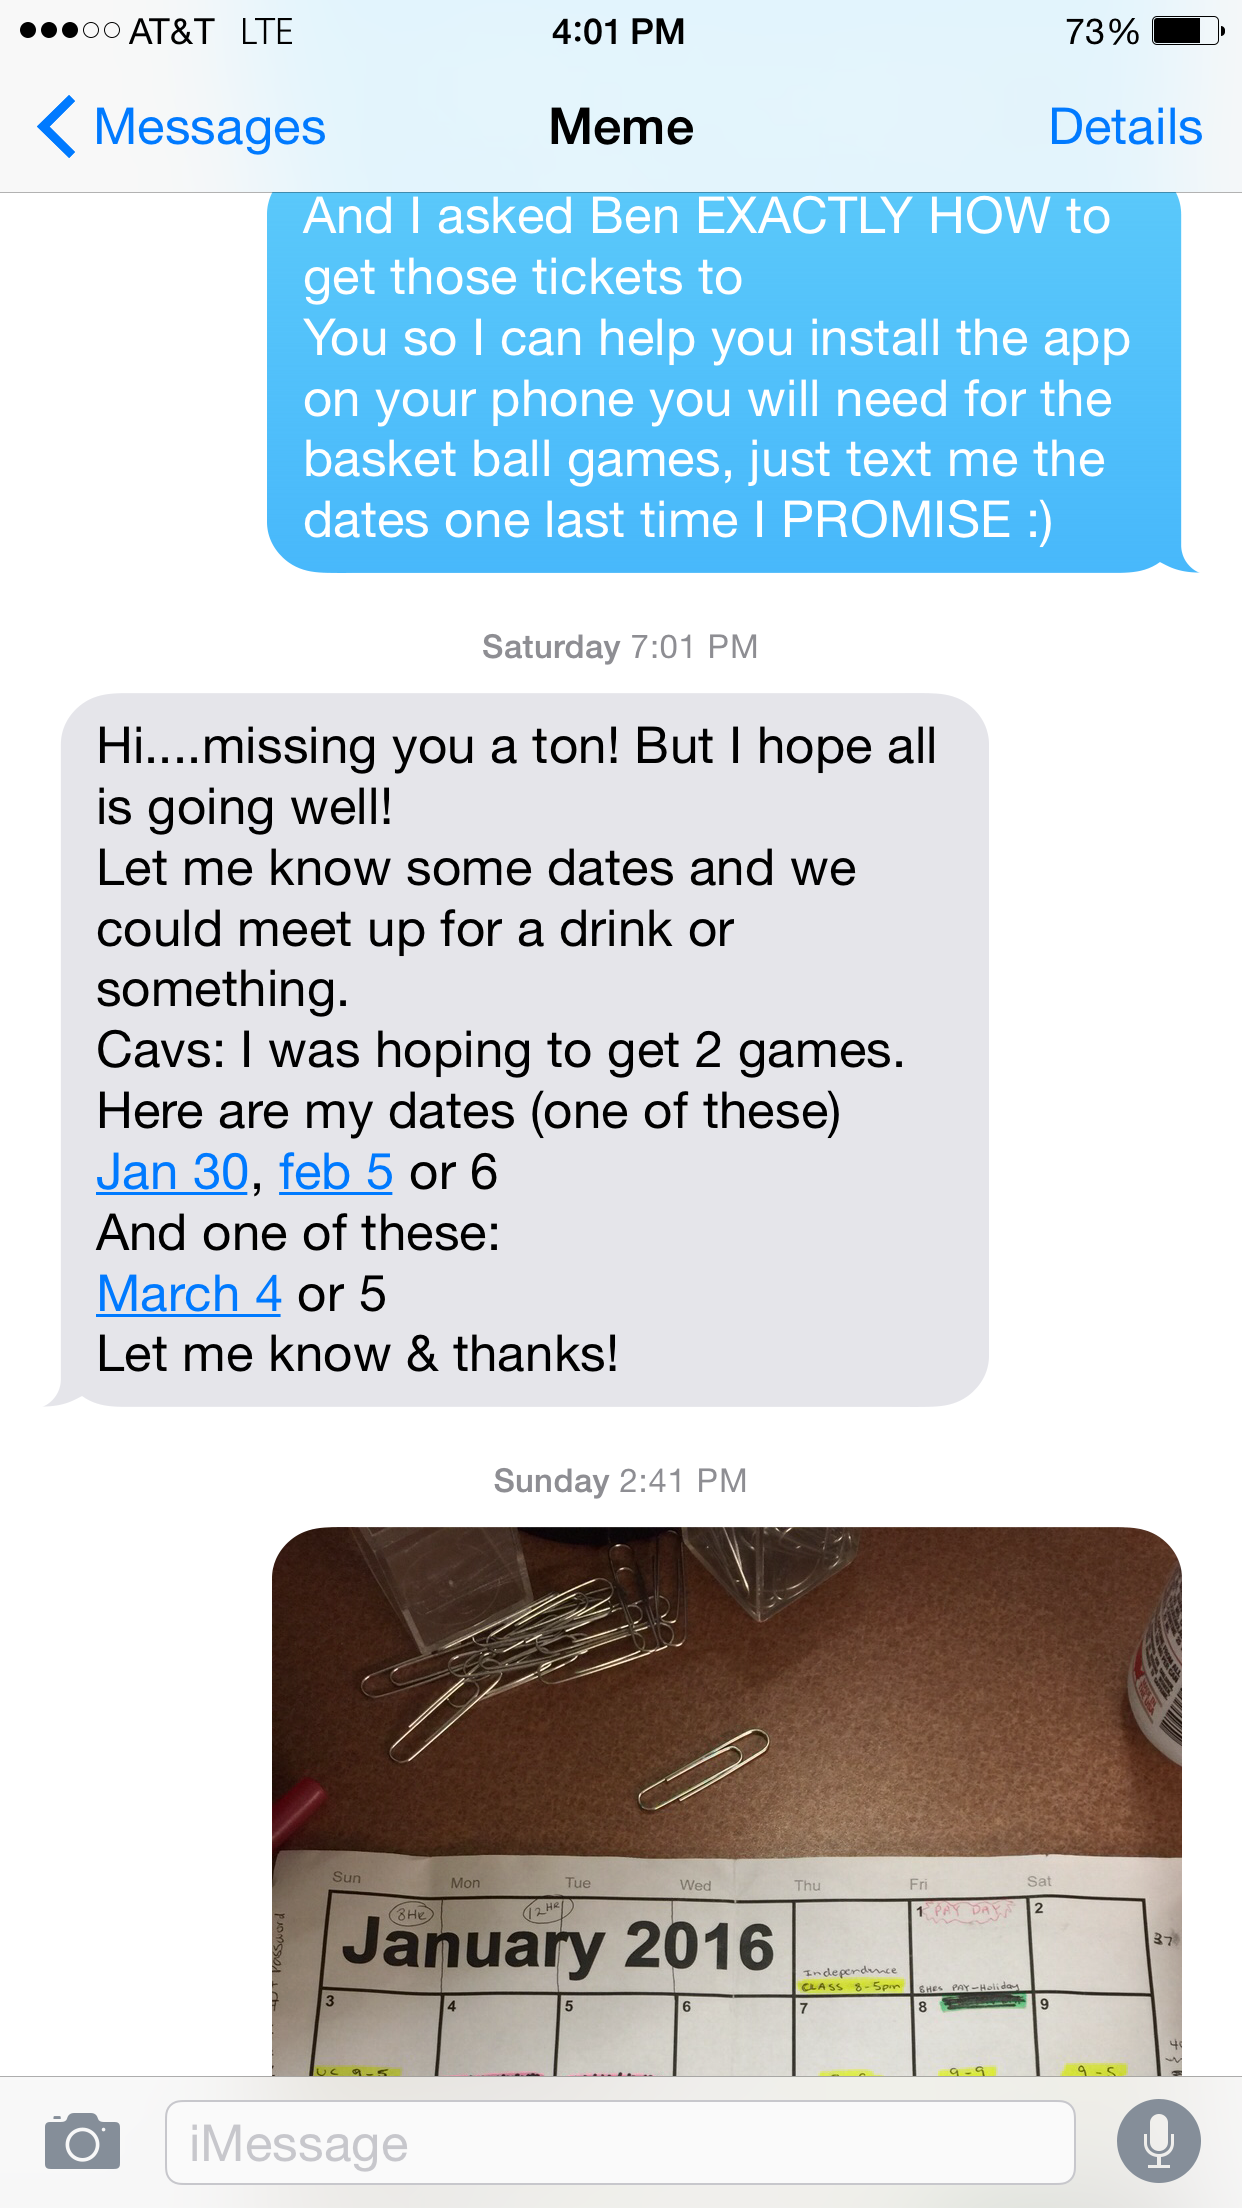 AT&T LTE 4:01 PM 73%
Messages Meme Details
And I asked Ben EXACTLY HOW to
get those tickets to
You so I can help you install the app
on your phone you will need for the
basket ball games, just text me the
dates one last time I PROMISE :)
Saturday 7:01 PM
Hi....missing you a ton! But I hope all
is going well!
Let me know some dates and we
could meet up for a drink or
something.
Cavs: I was hoping to get 2 games.
Here are my dates (one of these)
Jan 30, feb 5 or 6
And one of these:
March 4 or 5
Let me know & thanks!
Sunday 2:41 PM
Sun Mon Tue Wed Thu Fri Sat
8HR 12HR
January 2016
1 PAY DAY 2
37
Independence
CLASS 8-5pm
8HRS PAY-Holiday
Password
3 4 5 6 7 8 9
UC 9-5
9-9
9-5
iMessage